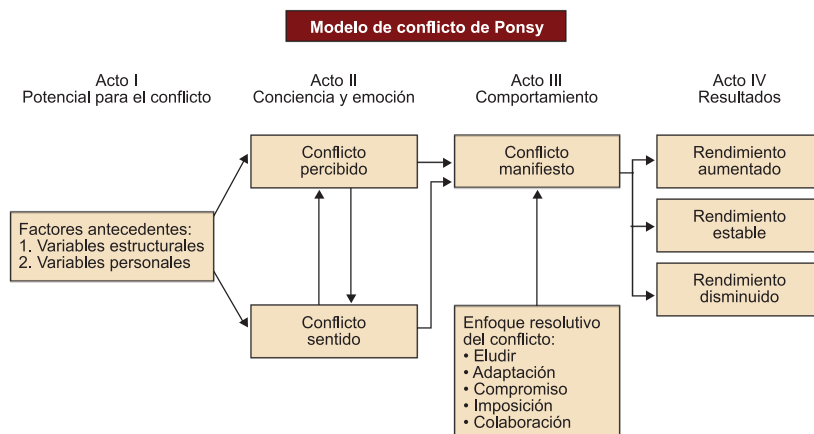 Modelo de conflicto de Ponsy
Acto I
Potencial para el conflicto
Acto II
Conciencia y emoción
Acto III
Comportamiento
Acto IV
Resultados
Factores antecedentes:
1. Variables estructurales
2. Variables personales
Conflicto
percibido
Conflicto
sentido
Conflicto
manifiesto
Enfoque resolutivo
del conflicto:
• Eludir
• Adaptación
• Compromiso
• Imposición
• Colaboración
Rendimiento
aumentado
Rendimiento
estable
Rendimiento
disminuido